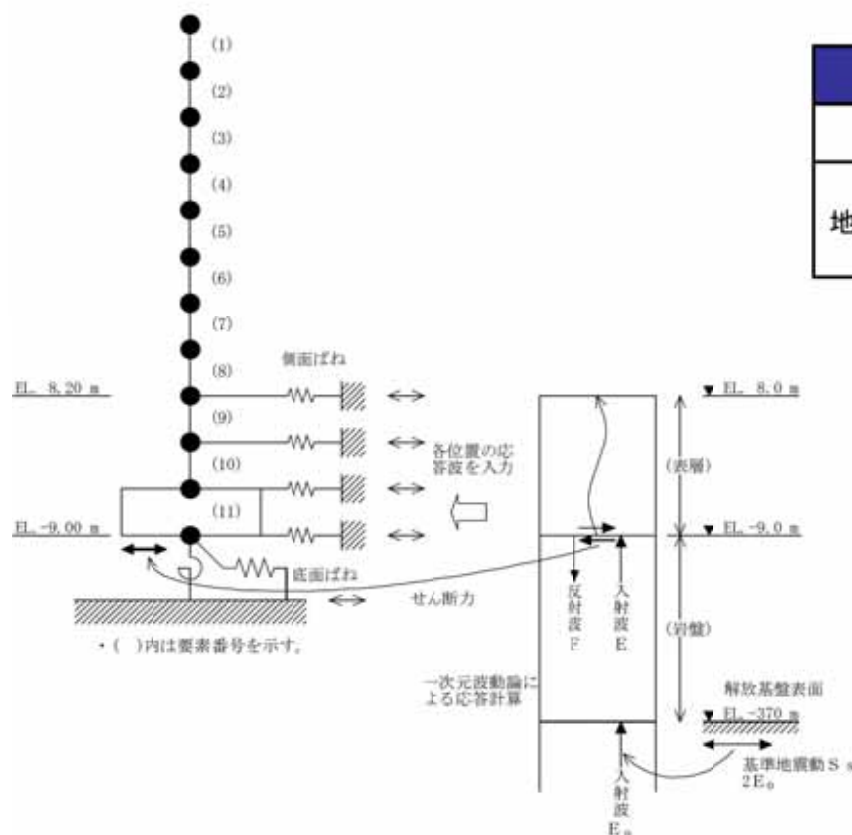 (1)
(2)
(3)
(4)
(5)
(6)
(7)
(8)
側面ばね
EL. 8.20 m
(9)
(10)
(11)
EL.-9.00 m
底面ばね
・( )内は要素番号を示す。
各位置の応
答波を入力
せん断力
EL. 8.0 m
(表層)
EL.-9.0 m
反射波F
入射波E
(岩盤)
一次元波動論に
よる応答計算
解放基盤表面
EL.-370 m
基準地震動Ss
2E₀
入射波E₀
地